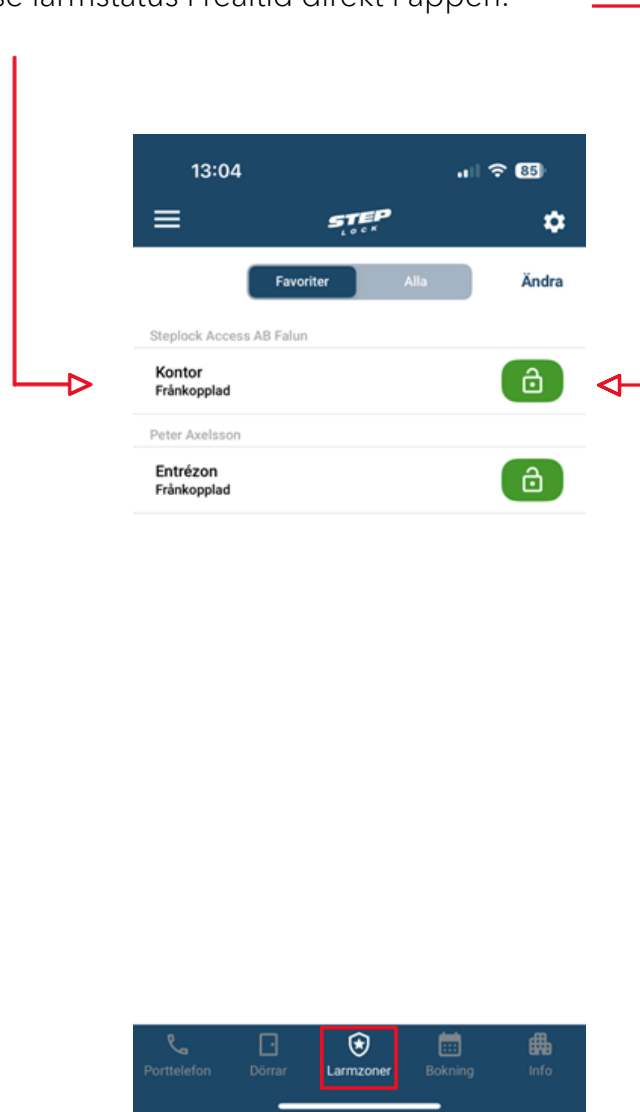 se larmstatus i realtid direkt i appen.
13:04
85
STEP
LOCK
Favoriter Alla Ändra
Steplock Access AB Falun
Kontor
Frånkopplad
Peter Axelsson
Entrézon
Frånkopplad
Porttelefon Dörrar Larmzoner Bokning Info